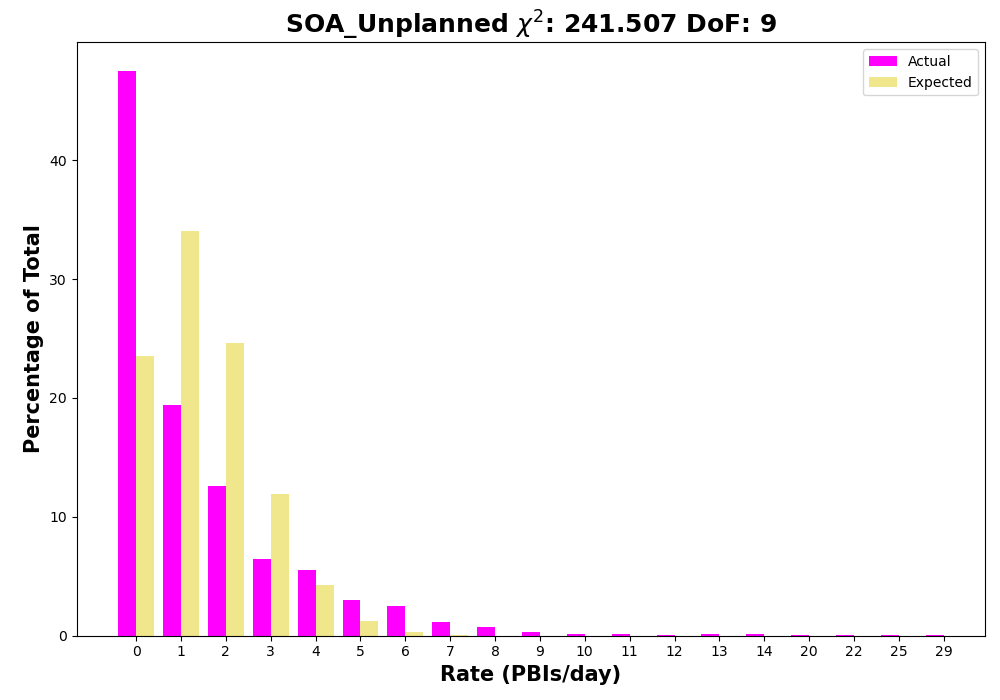 SOA_Unplanned χ²: 241.507 DoF: 9
Actual
Expected
Percentage of Total
40
30
20
10
0
0 1 2 3 4 5 6 7 8 9 10 11 12 13 14 20 22 25 29
Rate (PBIs/day)